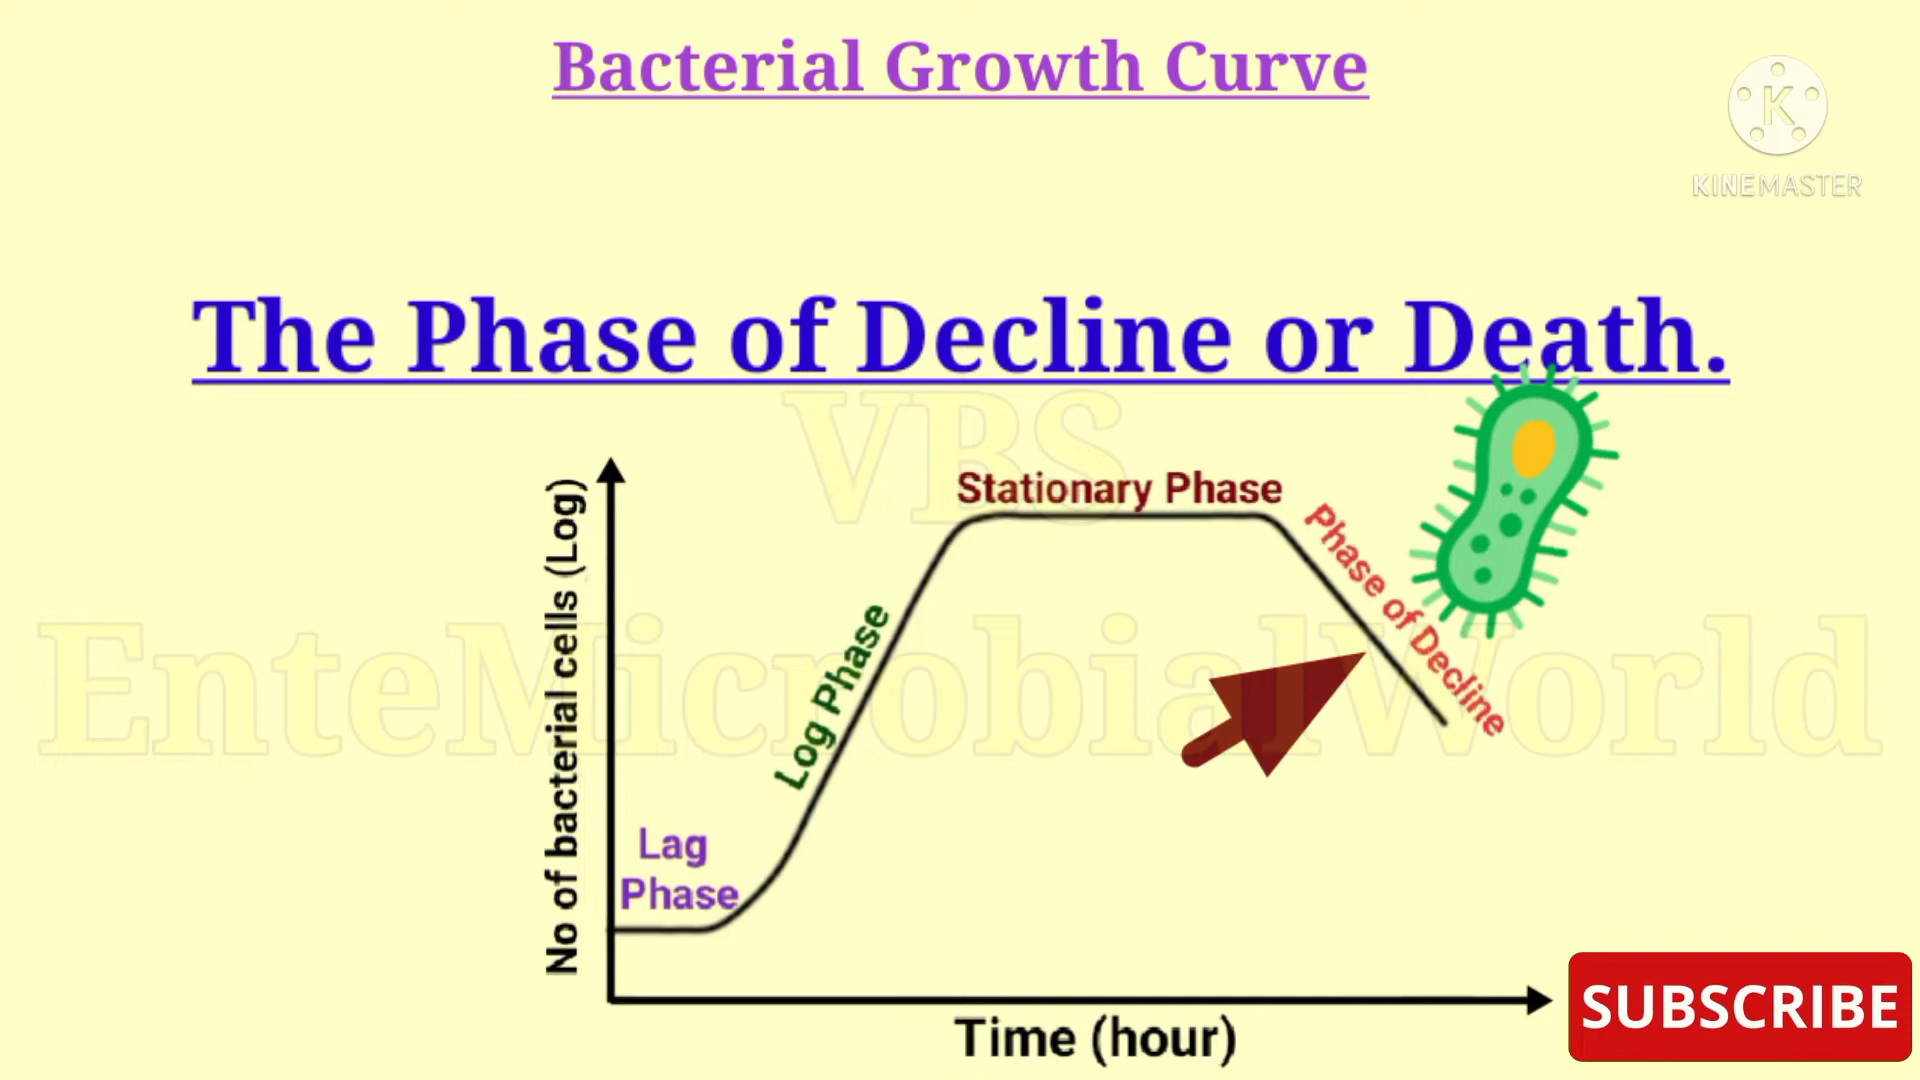 Bacterial Growth Curve
K
KINEMASTER
The Phase of Decline or Death.
VBS
EnteMicrobialWorld
No of bacterial cells (Log)
Stationary Phase
Phase of Decline
Log Phase
Lag
Phase
Time (hour)
SUBSCRIBE